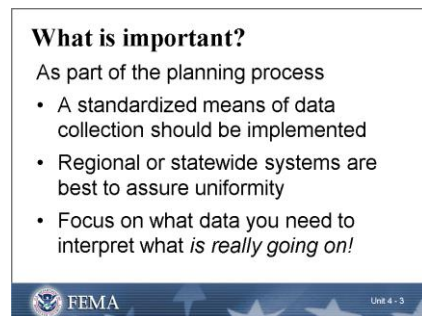 What is important?
As part of the planning process
• A standardized means of data
collection should be implemented
• Regional or statewide systems are
best to assure uniformity
• Focus on what data you need to
interpret what is really going on!
FEMA
Unit 4 - 3